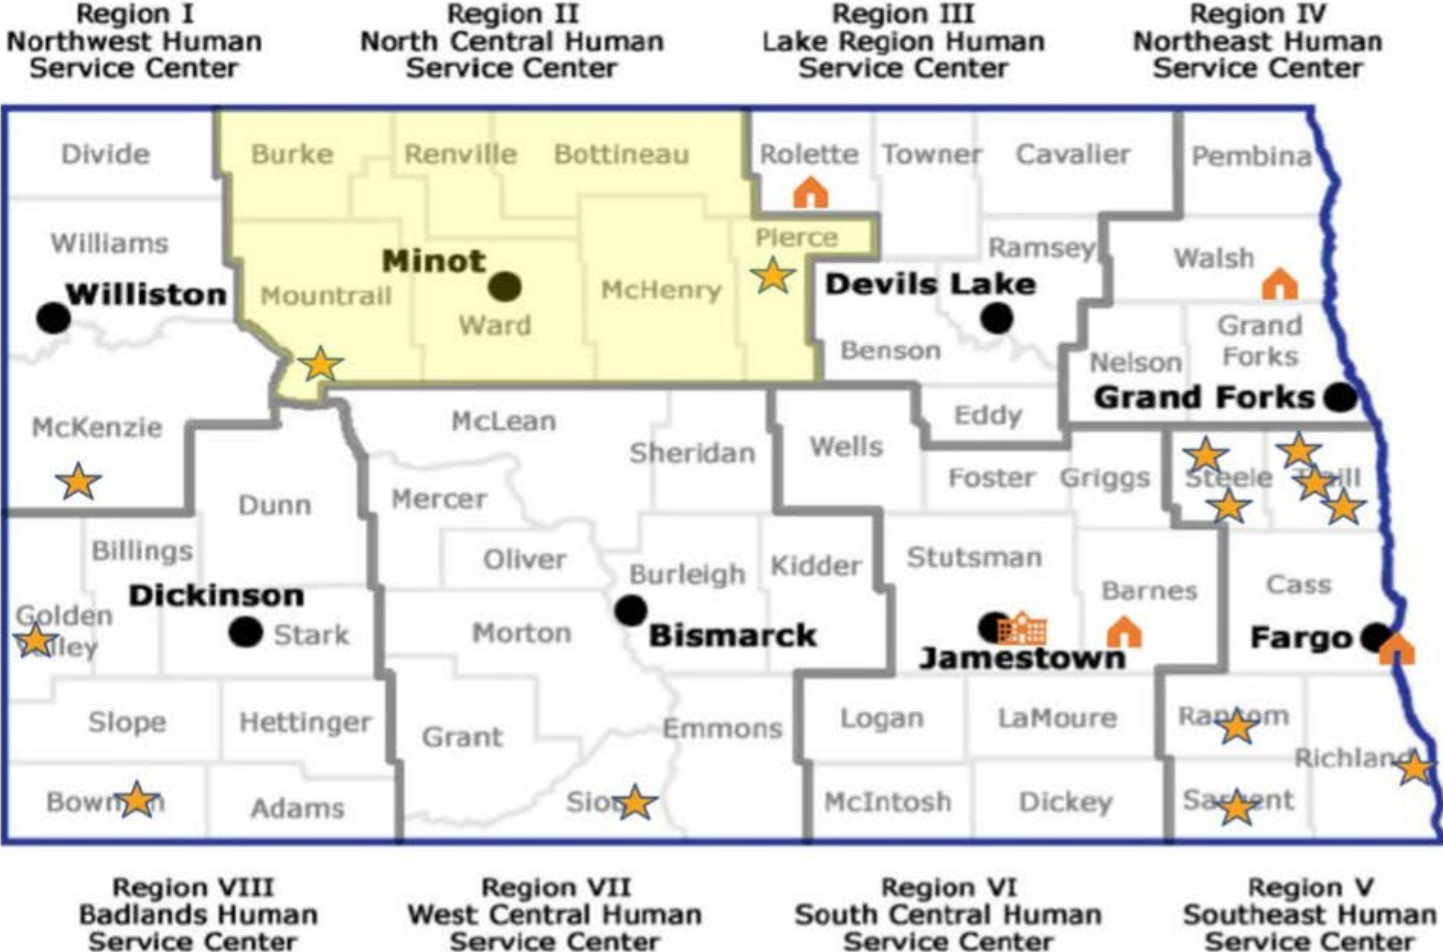 Region I
Northwest Human
Service Center
Region II
North Central Human
Service Center
Region III
Lake Region Human
Service Center
Region IV
Northeast Human
Service Center
Divide
Burke
Renville
Bottineau
Rolette
Towner
Cavalier
Pembina
Williams
Pierce
Ramsey
Walsh
Minot
Williston
Mountrail
McHenry
Devils Lake
Ward
Benson
Nelson
Grand
Forks
Grand Forks
McKenzie
McLean
Eddy
Sheridan
Wells
Dunn
Mercer
Foster
Griggs
Steele
Billings
Oliver
Burleigh
Kidder
Stutsman
Barnes
Cass
Dickinson
Golden
Stark
Morton
Bismarck
Jamestown
Fargo
Slope
Hettinger
Grant
Emmons
Logan
LaMoure
Richland
Adams
McIntosh
Dickey
Region VIII
Badlands Human
Service Center
Region VII
West Central Human
Service Center
Region VI
South Central Human
Service Center
Region V
Southeast Human
Service Center